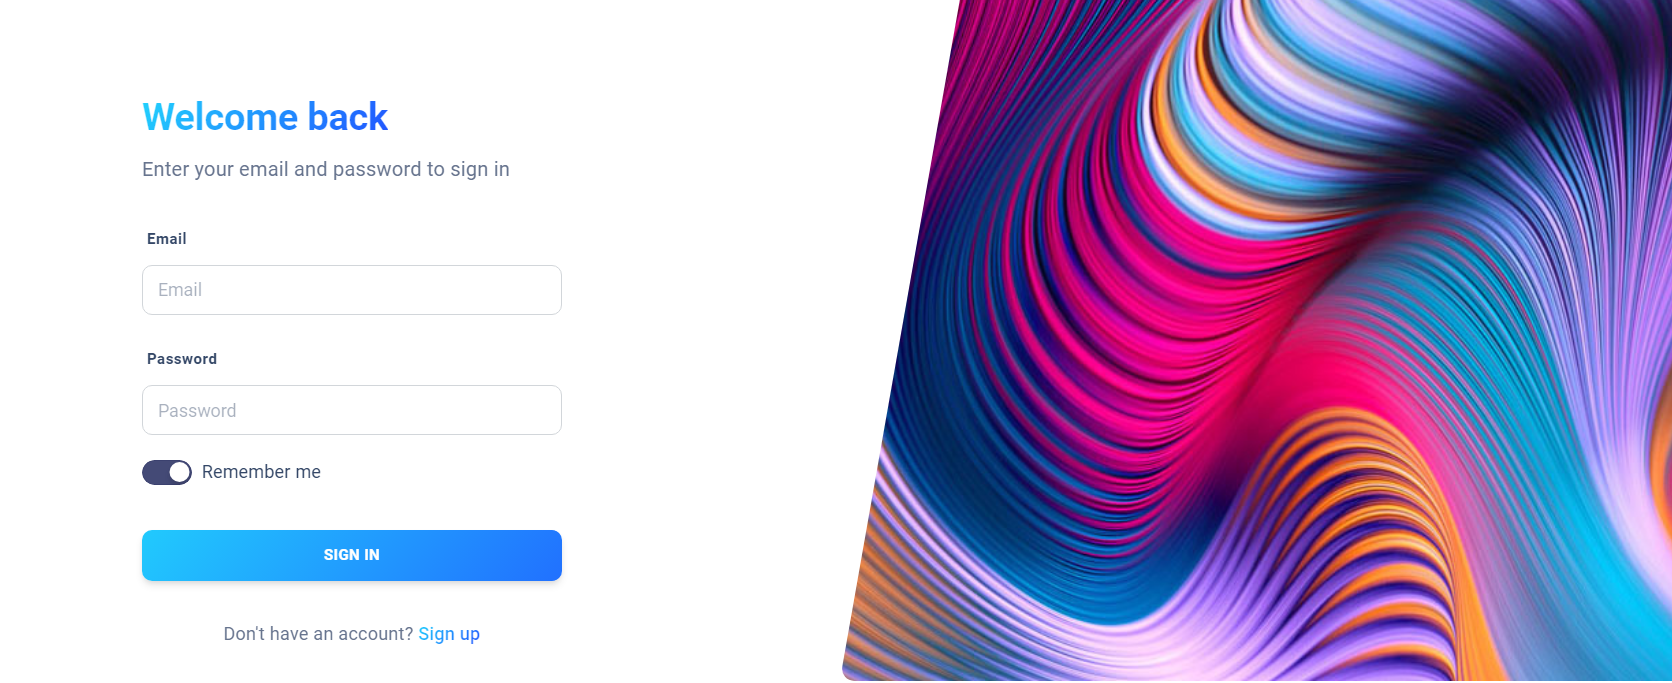 Welcome back
Enter your email and password to sign in
Email
Email
Password
Password
Remember me
SIGN IN
Don't have an account? Sign up